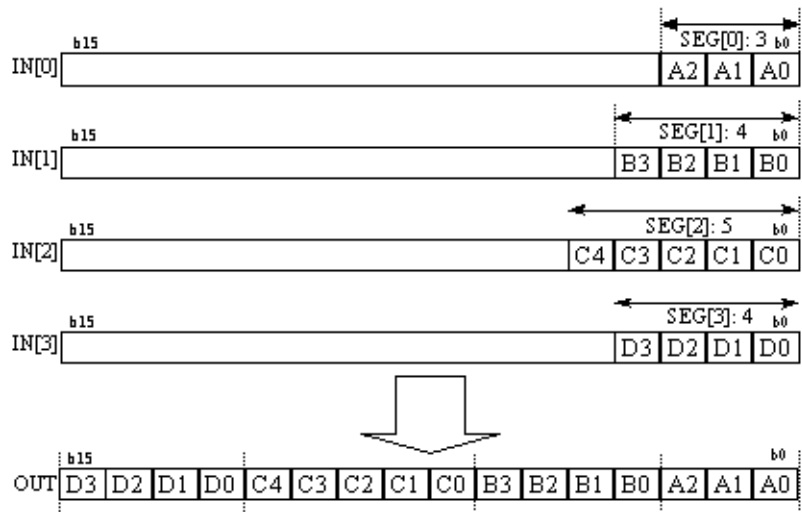 SEG[0]: 3
b15 b0
IN[0] A2 A1 A0
SEG[1]: 4
b15 b0
IN[1] B3 B2 B1 B0
SEG[2]: 5
b15 b0
IN[2] C4 C3 C2 C1 C0
SEG[3]: 4
b15 b0
IN[3] D3 D2 D1 D0
b15 b0
OUT D3 D2 D1 D0 C4 C3 C2 C1 C0 B3 B2 B1 B0 A2 A1 A0